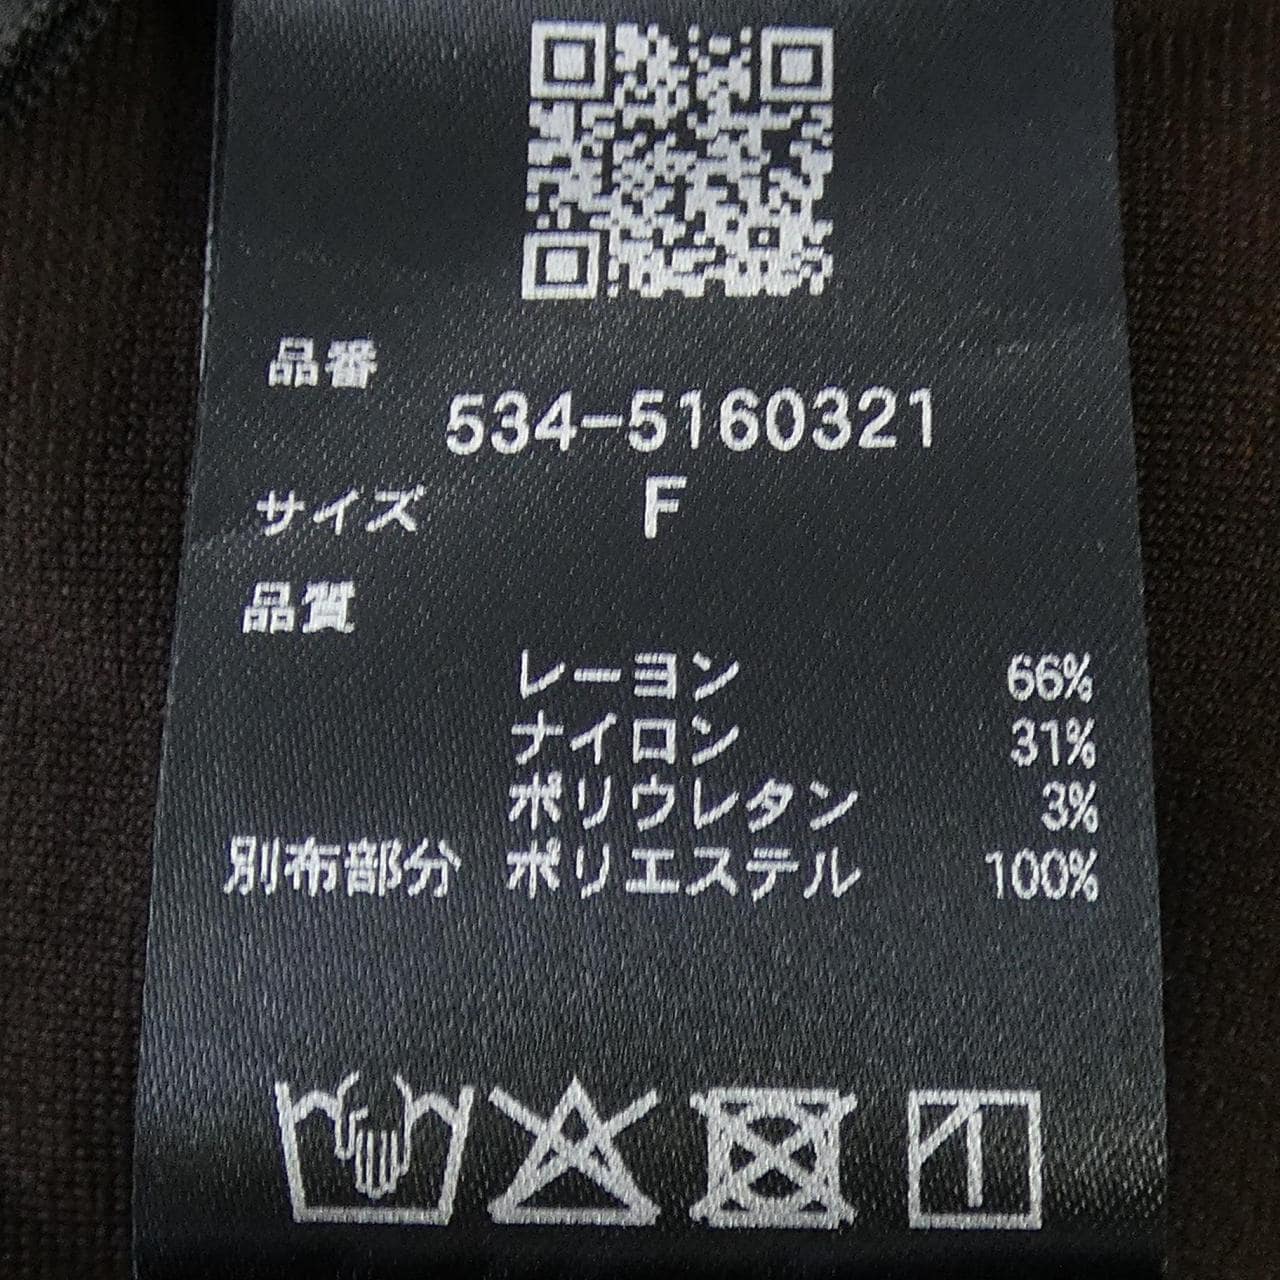 品番
534-5160321
サイズ F
品質
レーヨン 66%
ナイロン 31%
ポリウレタン 3%
別布部分 ポリエステル 100%